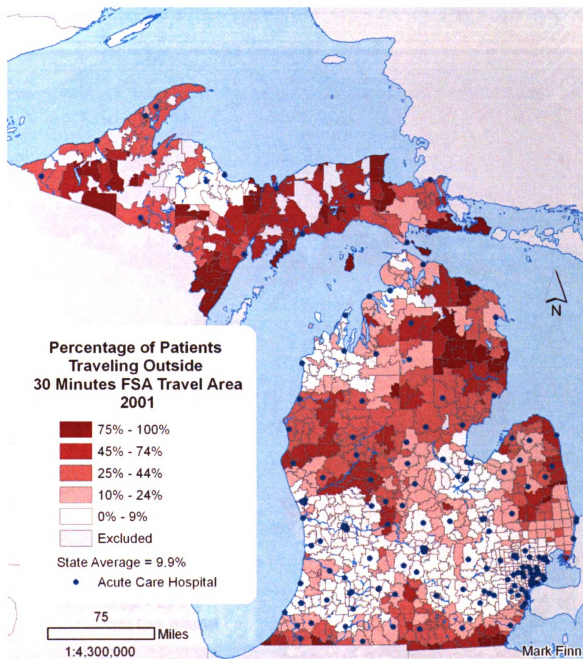 N
Percentage of Patients
Traveling Outside
30 Minutes FSA Travel Area
2001
75% - 100%
45% - 74%
25% - 44%
10% - 24%
0% - 9%
Excluded
State Average = 9.9%
Acute Care Hospital
75
Miles
1:4,300,000
Mark Finn